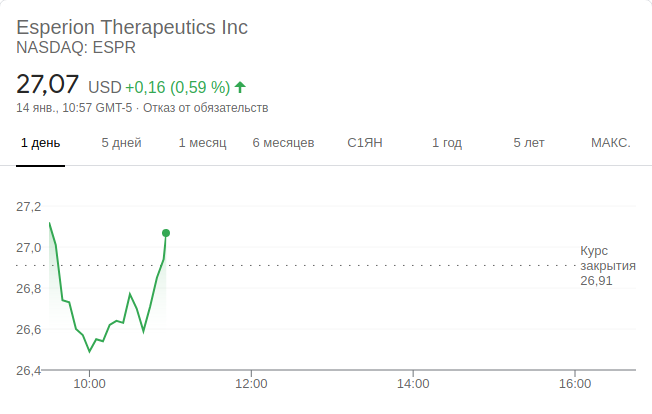 Esperion Therapeutics Inc
NASDAQ: ESPR
27,07 USD +0,16 (0,59 %)
14 янв., 10:57 GMT-5 · Отказ от обязательств
1 день 5 дней 1 месяц 6 месяцев С1ЯН 1 год 5 лет МАКС.
27,2
27,0
26,8
26,6
26,4
Курс
закрытия
26,91
10:00 12:00 14:00 16:00